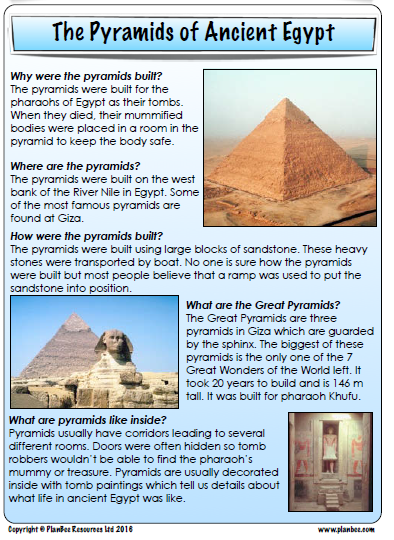 The Pyramids of Ancient Egypt
Why were the pyramids built?
The pyramids were built for the
pharaohs of Egypt as their tombs.
When they died, their mummified
bodies were placed in a room in the
pyramid to keep the body safe.
Where are the pyramids?
The pyramids were built on the west
bank of the River Nile in Egypt. Some
of the most famous pyramids are
found at Giza.
How were the pyramids built?
The pyramids were built using large blocks of sandstone. These heavy
stones were transported by boat. No one is sure how the pyramids
were built but most people believe that a ramp was used to put the
sandstone into position.
What are the Great Pyramids?
The Great Pyramids are three
pyramids in Giza which are guarded
by the sphinx. The biggest of these
pyramids is the only one of the 7
Great Wonders of the World left. It
took 20 years to build and is 146 m
tall. It was built for pharaoh Khufu.
What are pyramids like inside?
Pyramids usually have corridors leading to several
different rooms. Doors were often hidden so tomb
robbers wouldn't be able to find the pharaoh's
mummy or treasure. Pyramids are usually decorated
inside with tomb paintings which tell us details about
what life in ancient Egypt was like.
Copyright © PlanBee Resources Ltd 2016
www.planbee.com